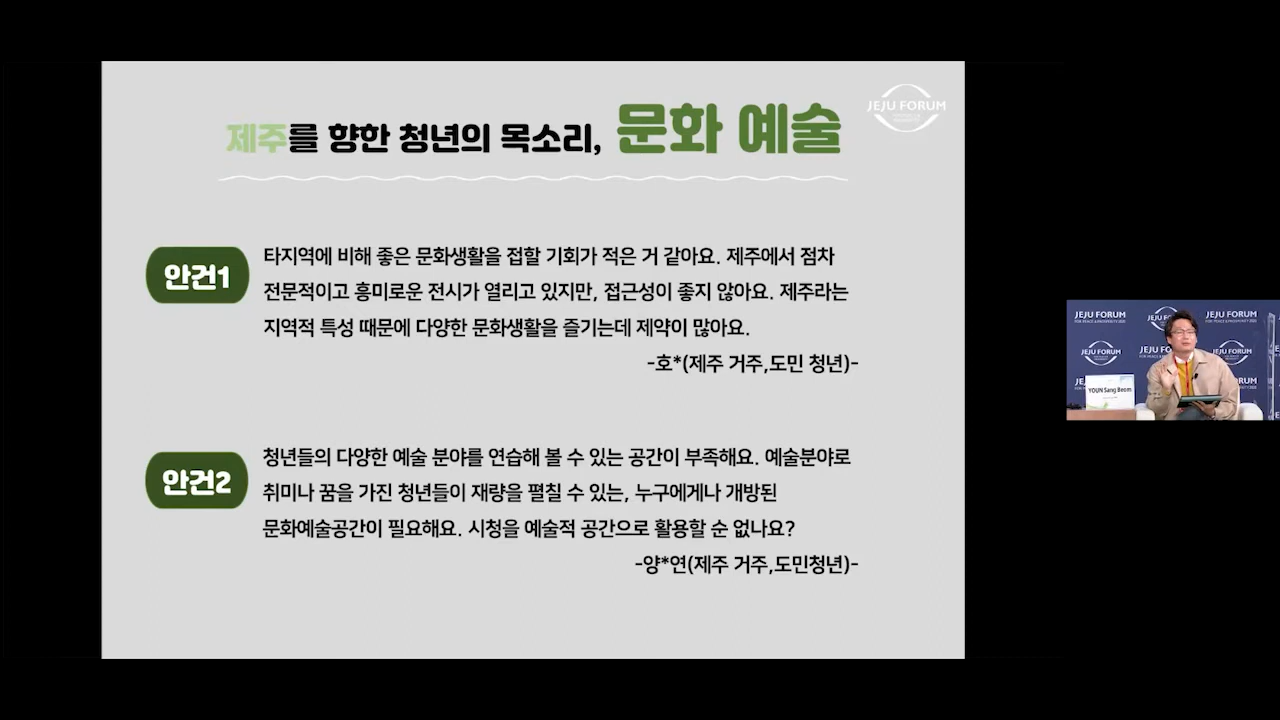 JEJU FORUM
제주를 향한 청년의 목소리, 문화 예술
안건1
타지역에 비해 좋은 문화생활을 접할 기회가 적은 거 같아요. 제주에서 점차
전문적이고 흥미로운 전시가 열리고 있지만, 접근성이 좋지 않아요. 제주라는
지역적 특성 때문에 다양한 문화생활을 즐기는데 제약이 많아요.
-호*(제주 거주,도민 청년)-
안건2
청년들의 다양한 예술 분야를 연습해 볼 수 있는 공간이 부족해요. 예술분야로
취미나 꿈을 가진 청년들이 재량을 펼칠 수 있는, 누구에게나 개방된
문화예술공간이 필요해요. 시청을 예술적 공간으로 활용할 순 없나요?
-양*연(제주 거주,도민청년)-
JEJU FORUM
JEJU FORUM
JEJU FORUM
JEJU FORUM
YOUN Sang Beom